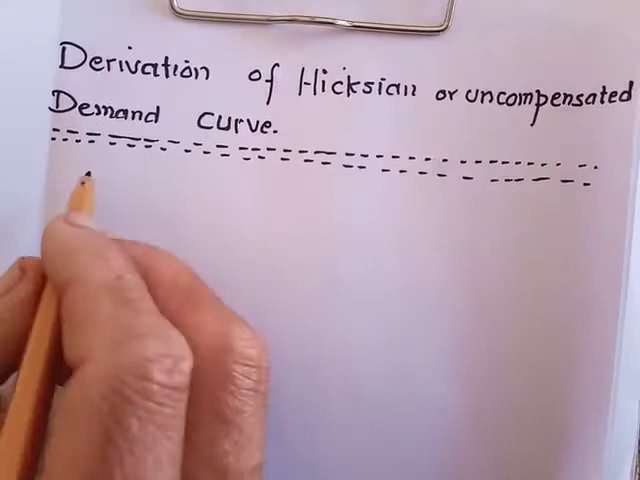 Derivation of Hicksian or uncompensated
Demand curve.